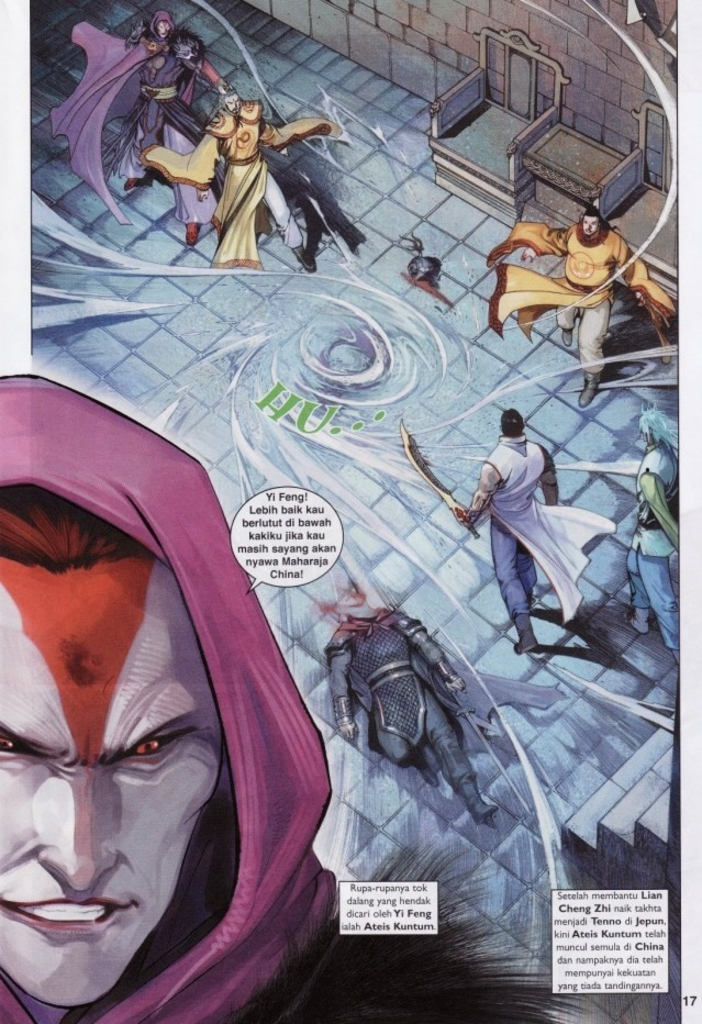 HU...
Yi Feng!
Lebih baik kau
berlutut di bawah
kakiku jika kau
masih sayang akan
nyawa Maharaja
China!
Rupa-rupanya tok
dalang yang hendak
dicari oleh Yi Feng
ialah Ateis Kuntum.
Setelah membantu Lian
Cheng Zhi naik takhta
menjadi Tenno di Jepun,
kini Ateis Kuntum telah
muncul semula di China
dan nampaknya dia telah
mempunyai kekuatan
yang tiada tandingannya.
17